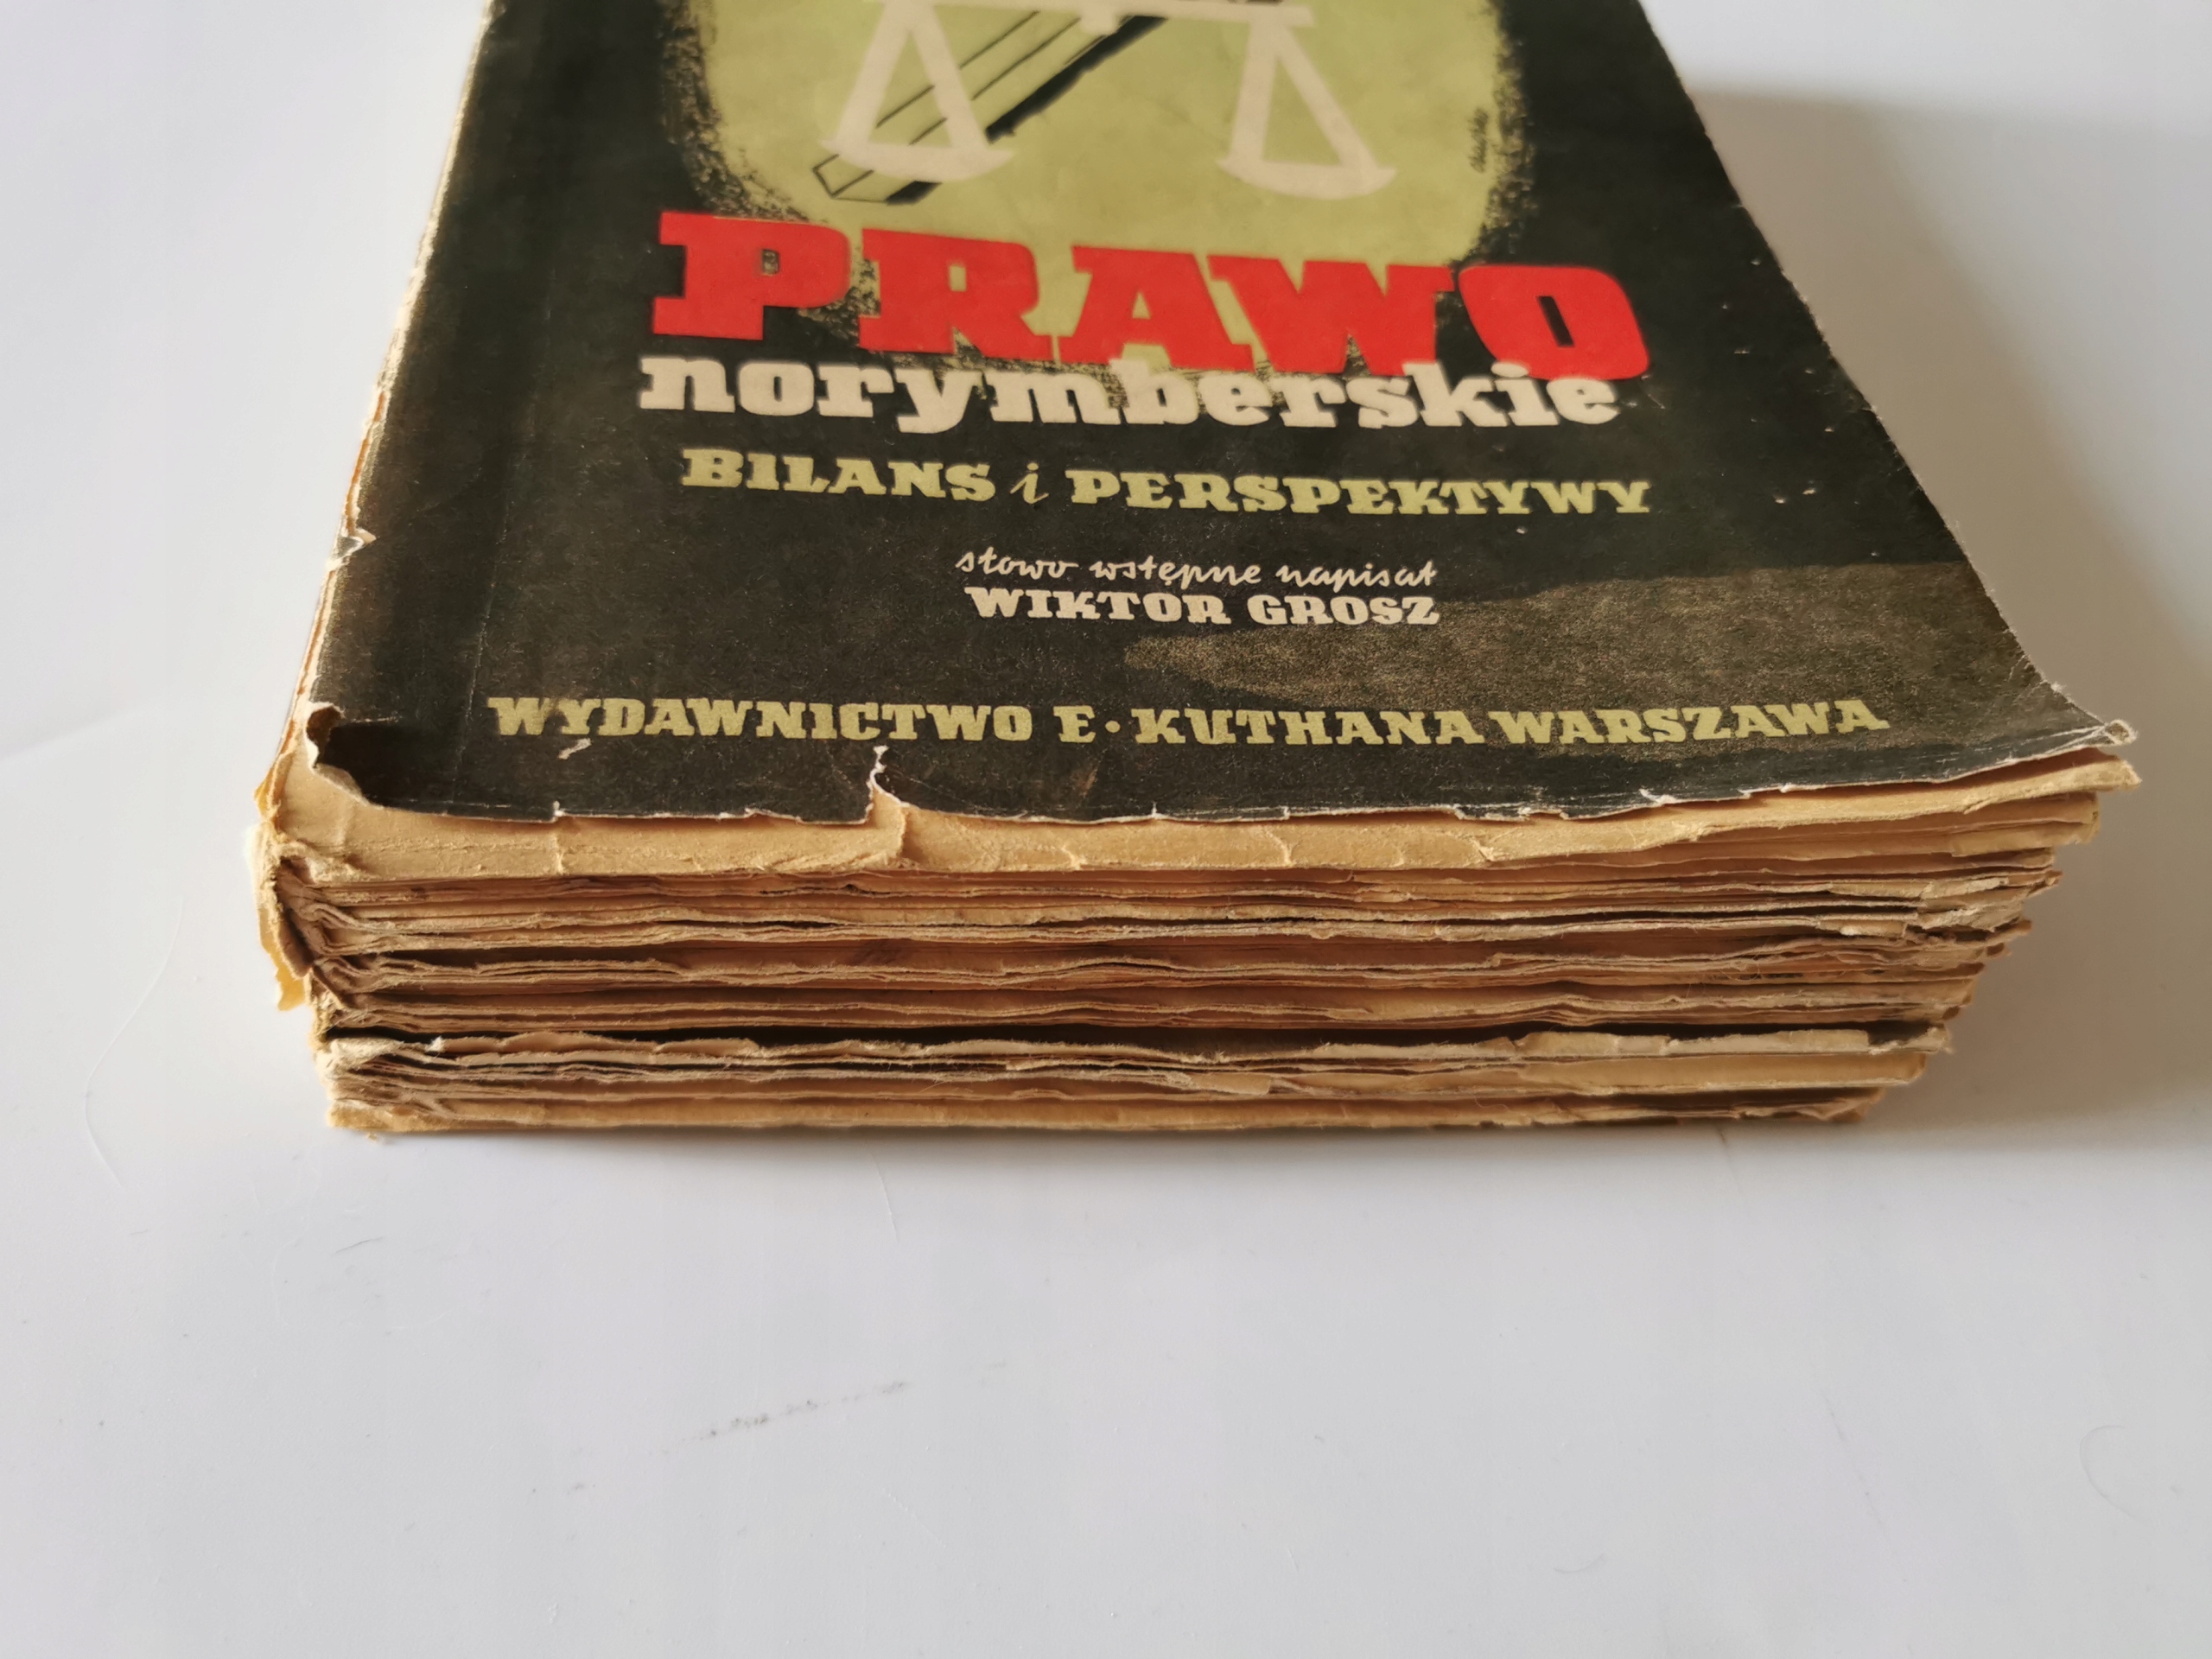 PRAWO
norymberskie
BILANS i PERSPEKTYWY
słowo wstępne napisał
WIKTOR GROSZ
WYDAWNICTWO E·KUTHANA WARSZAWA